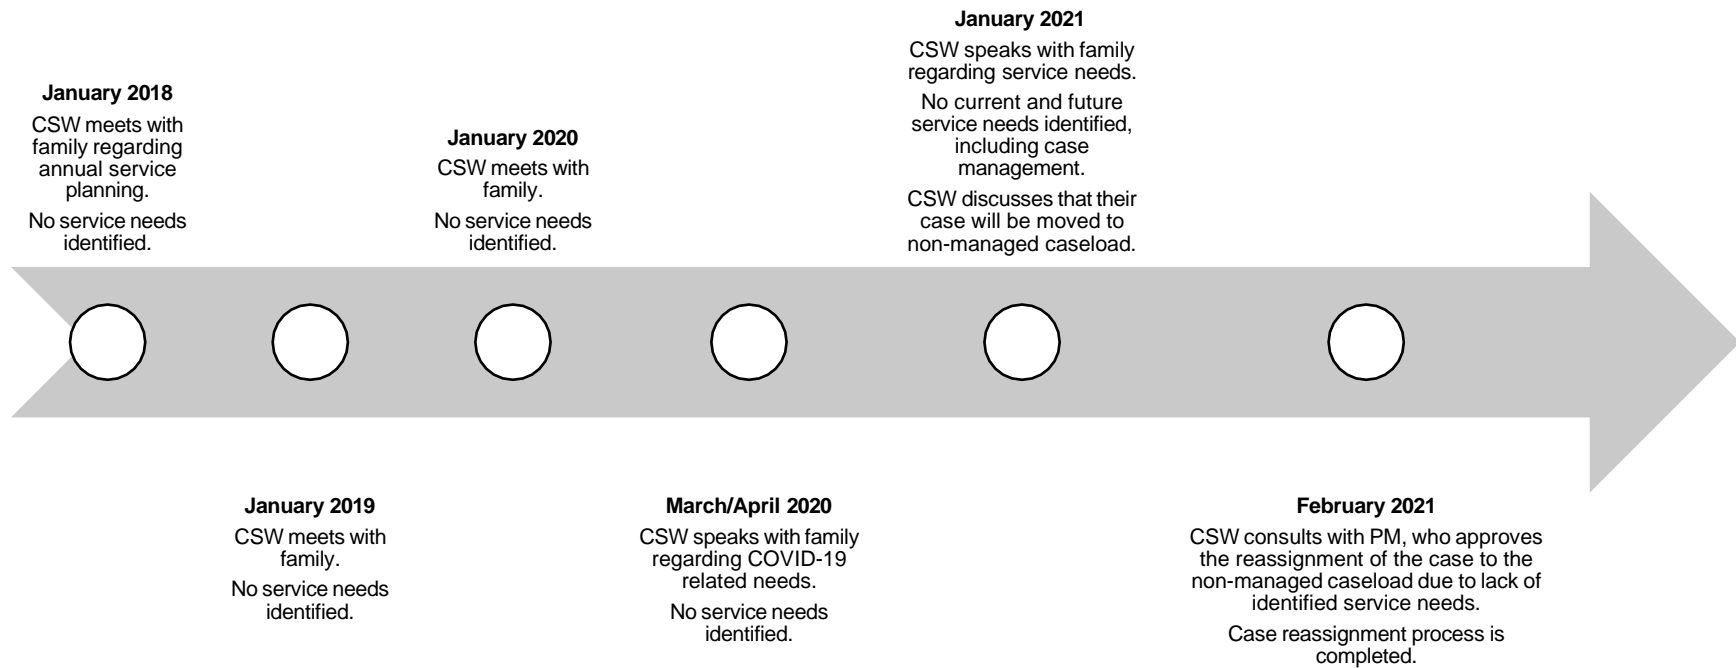 January 2018
CSW meets with
family regarding
annual service
planning.
No service needs
identified.
January 2019
CSW meets with
family.
No service needs
identified.
January 2020
CSW meets with
family.
No service needs
identified.
March/April 2020
CSW speaks with family
regarding COVID-19
related needs.
No service needs
identified.
January 2021
CSW speaks with family
regarding service needs.
No current and future
service needs identified,
including case
management.
CSW discusses that their
case will be moved to
non-managed caseload.
February 2021
CSW consults with PM, who approves
the reassignment of the case to the
non-managed caseload due to lack of
identified service needs.
Case reassignment process is
completed.